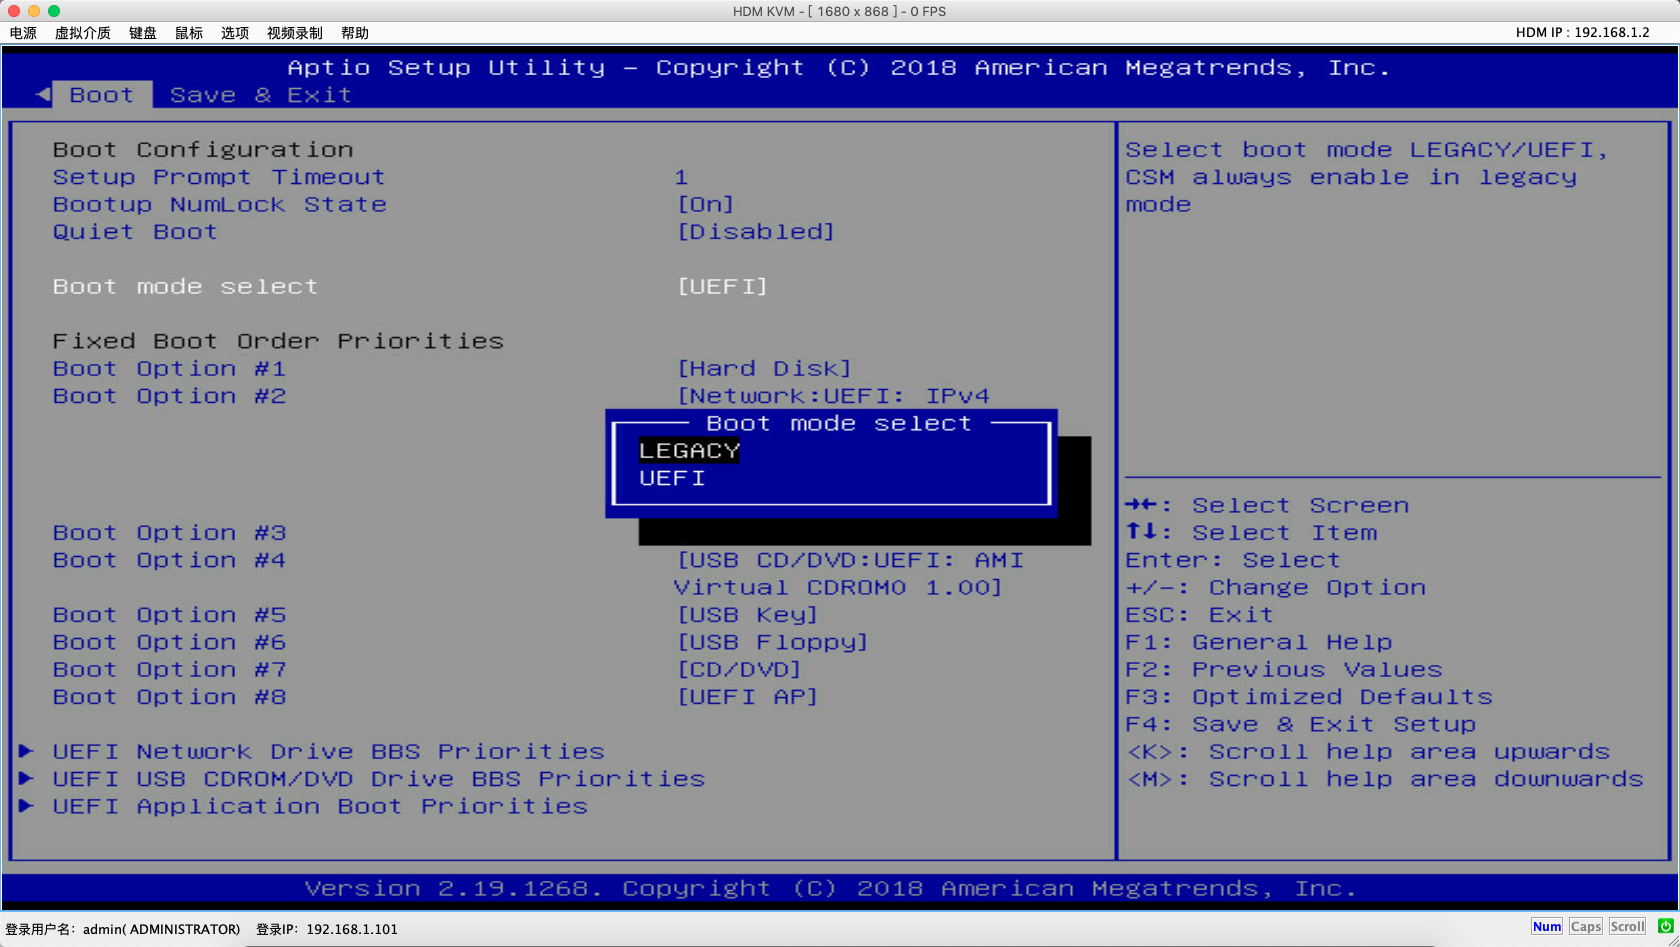 HDM KVM - [ 1680 x 868 ] - 0 FPS
电源 虚拟介质 键盘 鼠标 选项 视频录制 帮助 HDM IP : 192.168.1.2
Aptio Setup Utility – Copyright (C) 2018 American Megatrends, Inc.
Boot Save & Exit
Boot Configuration
Setup Prompt Timeout 1
Bootup NumLock State [On]
Quiet Boot [Disabled]
Boot mode select [UEFI]
Fixed Boot Order Priorities
Boot Option #1 [Hard Disk]
Boot Option #2 [Network:UEFI: IPv4
Boot mode select
LEGACY
UEFI
Boot Option #3
Boot Option #4 [USB CD/DVD:UEFI: AMI
Virtual CDROM0 1.00]
Boot Option #5 [USB Key]
Boot Option #6 [USB Floppy]
Boot Option #7 [CD/DVD]
Boot Option #8 [UEFI AP]
UEFI Network Drive BBS Priorities
UEFI USB CDROM/DVD Drive BBS Priorities
UEFI Application Boot Priorities
Select boot mode LEGACY/UEFI,
CSM always enable in legacy
mode
→←: Select Screen
↑↓: Select Item
Enter: Select
+/–: Change Option
ESC: Exit
F1: General Help
F2: Previous Values
F3: Optimized Defaults
F4: Save & Exit Setup
<K>: Scroll help area upwards
<M>: Scroll help area downwards
Version 2.19.1268. Copyright (C) 2018 American Megatrends, Inc.
登录用户名: admin( ADMINISTRATOR) 登录IP: 192.168.1.101 Num Caps Scroll